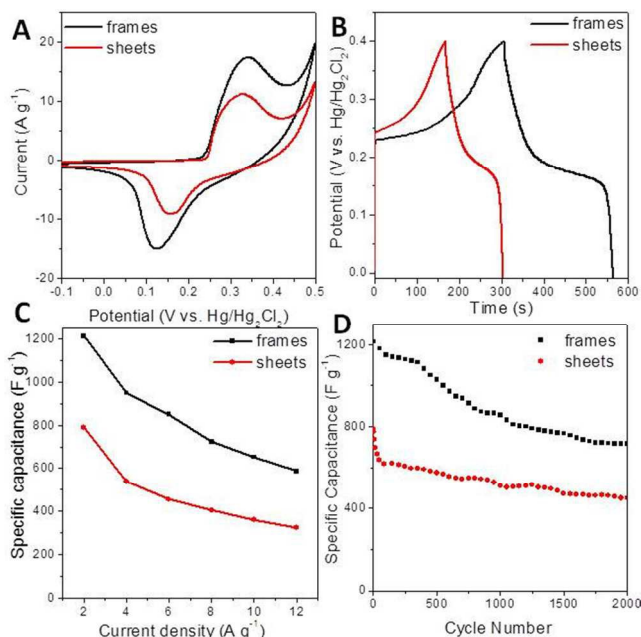 A
frames
sheets
Current (A g-1)
20
10
0
-10
-20
-0.1 0.0 0.1 0.2 0.3 0.4 0.5
Potential (V vs. Hg/Hg2Cl2)
B
frames
sheets
Potential (V vs. Hg/Hg2Cl2)
0.4
0.3
0.2
0.1
0.0
0 100 200 300 400 500 600
Time (s)
C
frames
sheets
Specific capacitance (F g-1)
1200
1000
800
600
400
200
0
2 4 6 8 10 12
Current density (A g-1)
D
frames
sheets
Specific Capacitance (F g-1)
1200
800
400
0
0 500 1000 1500 2000
Cycle Number